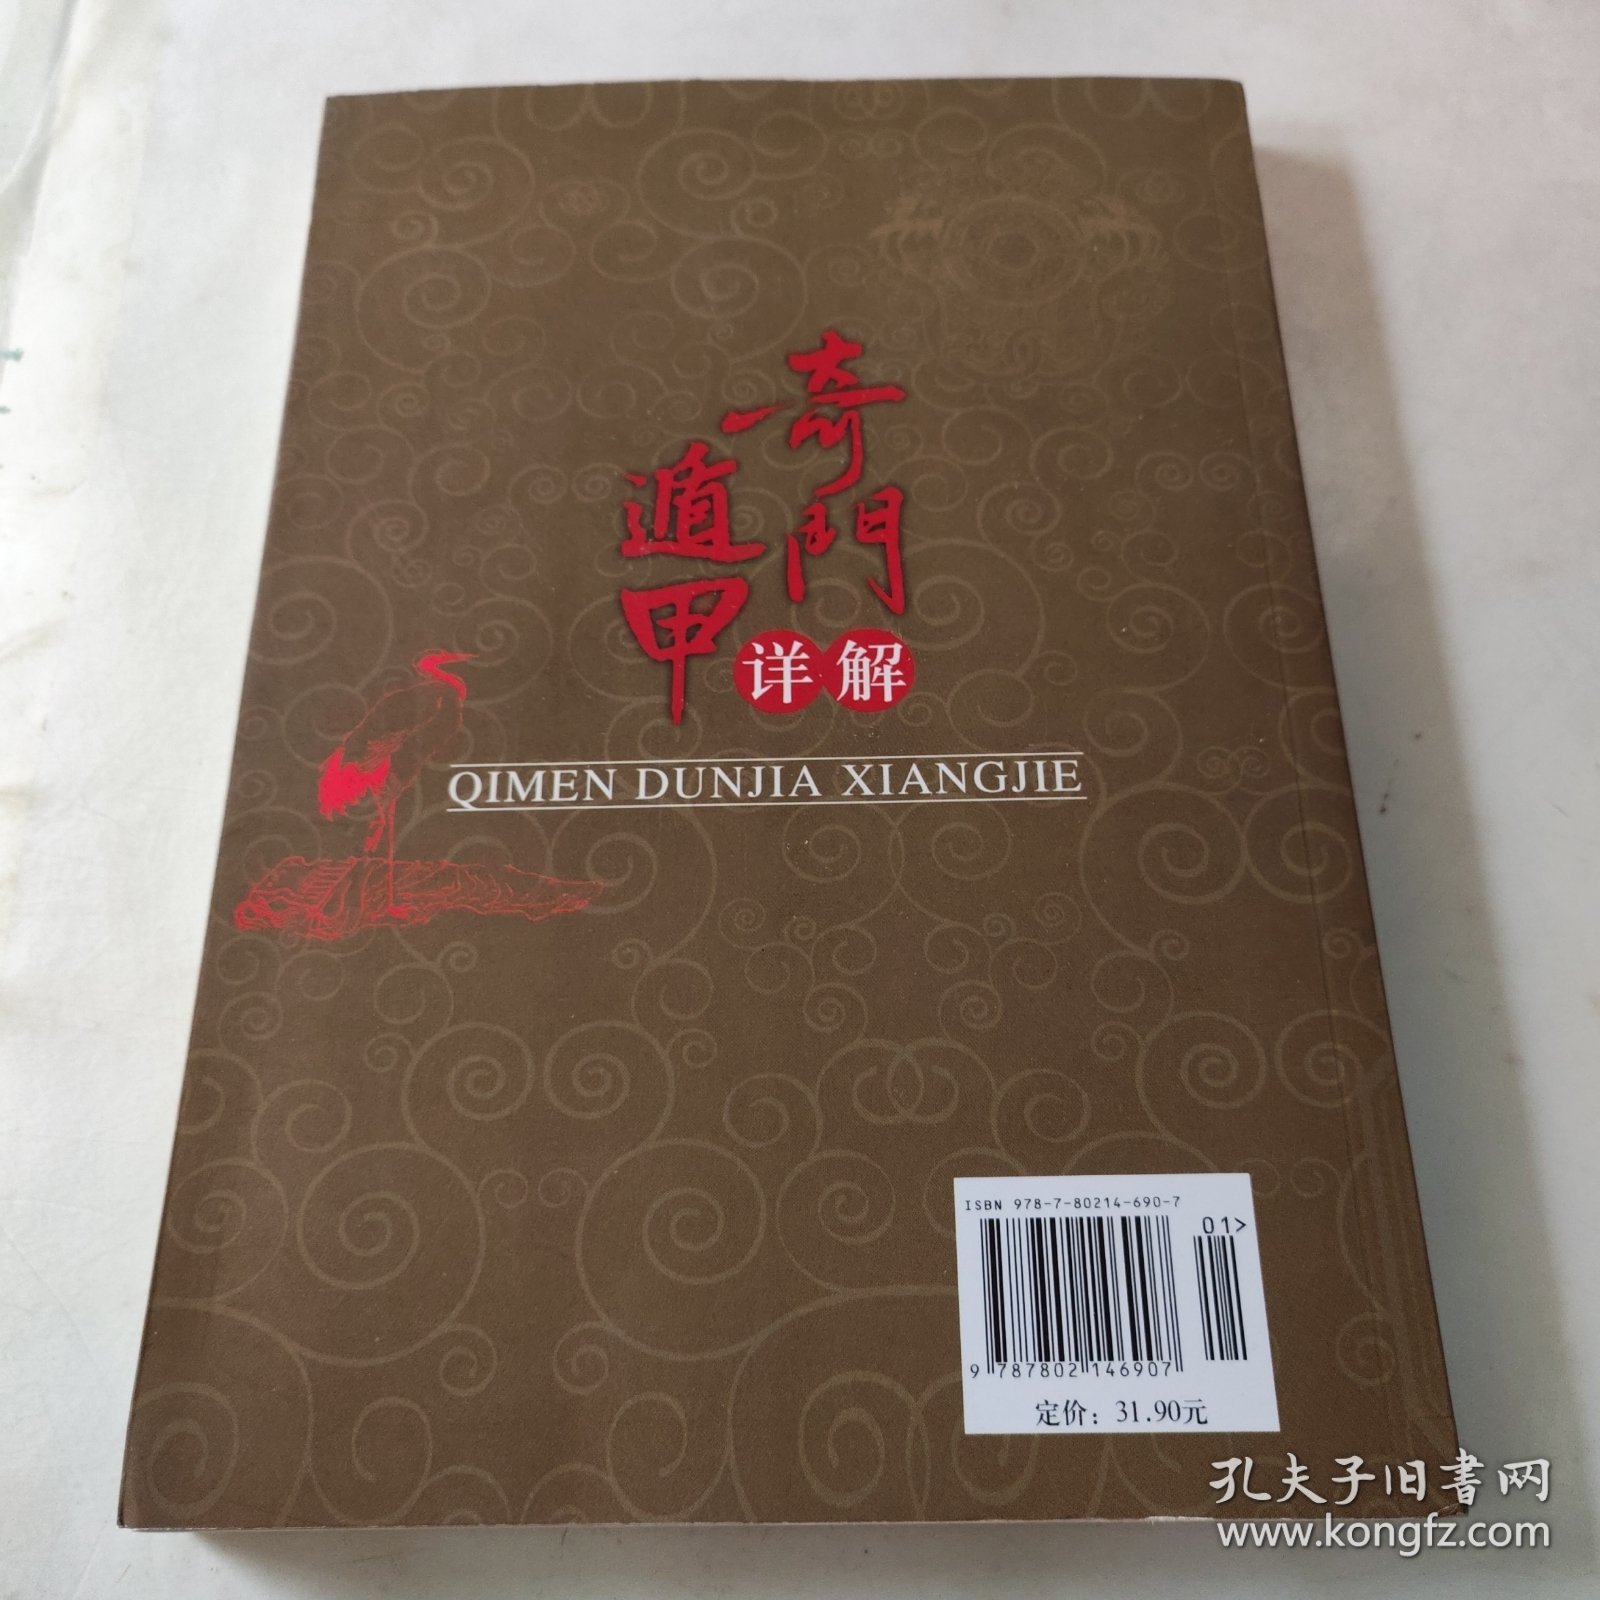 奇門
遁甲
详解
QIMEN DUNJIA XIANGJIE
ISBN 978-7-80214-690-7
01>
9 787802 146907
定价：31.90元
孔夫子旧书网
www.kongfz.com